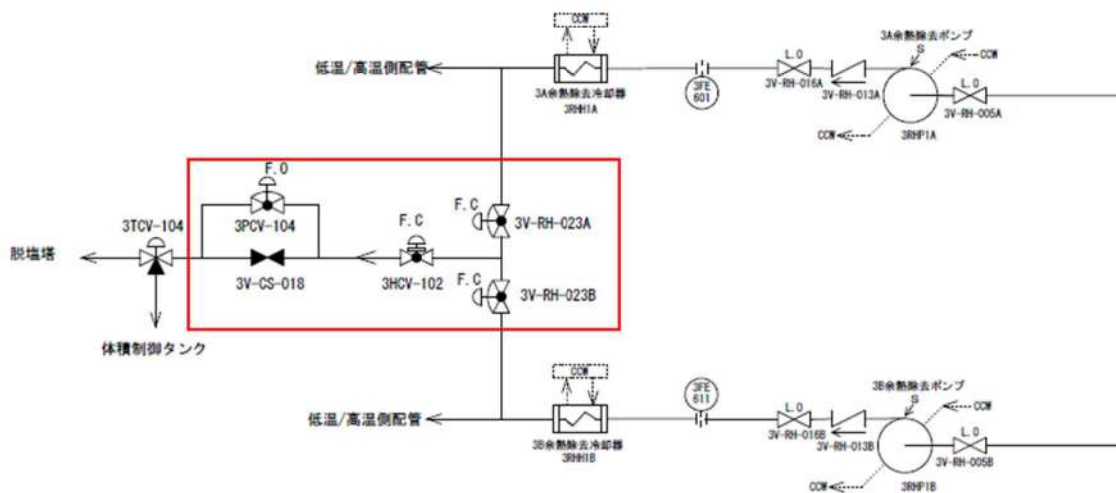 CCW
3A余熱除去ポンプ
S
CCW
低温/高温側配管
L.O
3V-RH-016A
3V-RH-013A
L.O
3V-RH-005A
3A余熱除去冷却器
3RHH1A
3FE
601
CCW
3RHP1A
F.O
F.C
3V-RH-023A
3TCV-104
3PCV-104
F.C
脱塩塔
3V-CS-018
3HCV-102
F.C
3V-RH-023B
体積制御タンク
CCW
3FE
611
3B余熱除去ポンプ
S
CCW
低温/高温側配管
L.O
3V-RH-016B
3V-RH-013B
L.O
3V-RH-005B
3B余熱除去冷却器
3RHH1B
CCW
3RHP1B